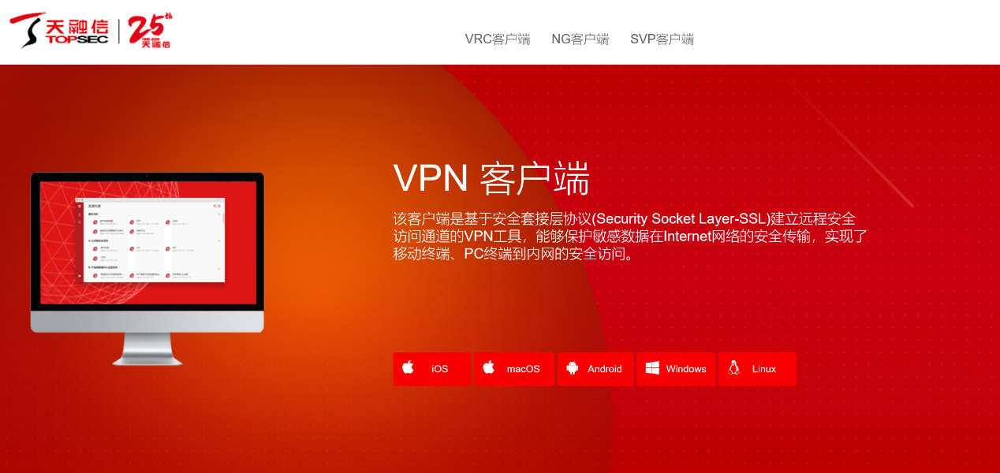 天融信
TOPSEC
25
天融信
VRC客户端 NG客户端 SVP客户端
VPN 客户端
该客户端是基于安全套接层协议(Security Socket Layer-SSL)建立远程安全
访问通道的VPN工具，能够保护敏感数据在Internet网络的安全传输，实现了
移动终端、PC终端到内网的安全访问。
iOS macOS Android Windows Linux